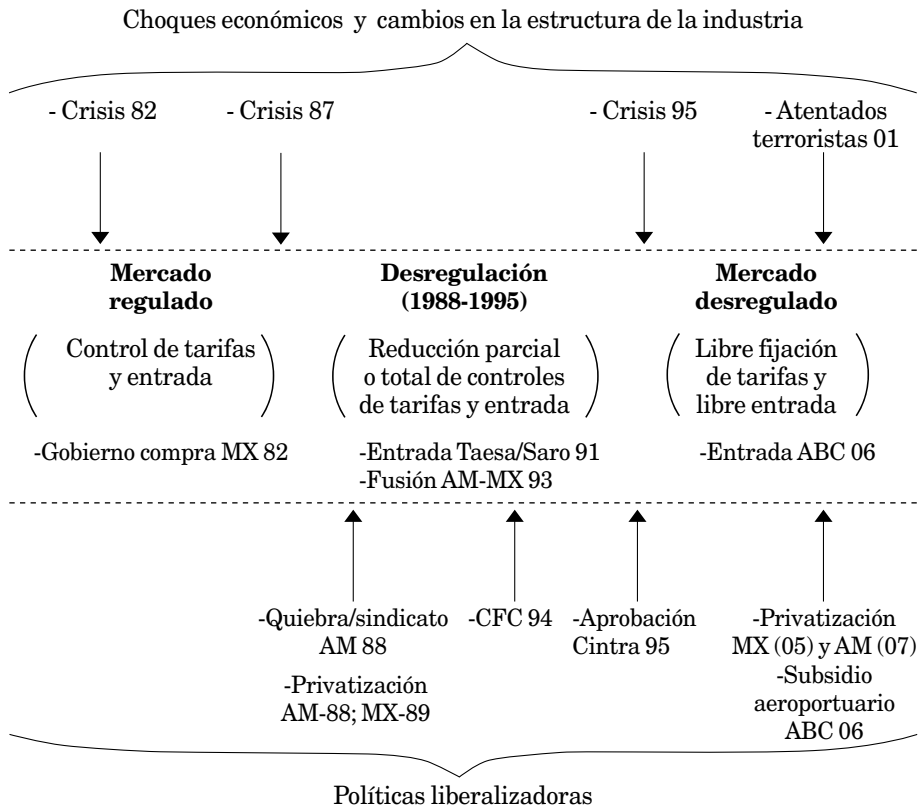 Choques económicos y cambios en la estructura de la industria
- Crisis 82
- Crisis 87
- Crisis 95
- Atentados
terroristas 01
Mercado
regulado
Desregulación
(1988-1995)
Mercado
desregulado
Control de tarifas
y entrada
Reducción parcial
o total de controles
de tarifas y entrada
Libre fijación
de tarifas y
libre entrada
-Gobierno compra MX 82
-Entrada Taesa/Saro 91
-Fusión AM-MX 93
-Entrada ABC 06
-Quiebra/sindicato
AM 88
-Privatización
AM-88; MX-89
-CFC 94
-Aprobación
Cintra 95
-Privatización
MX (05) y AM (07)
-Subsidio
aeroportuario
ABC 06
Políticas liberalizadoras